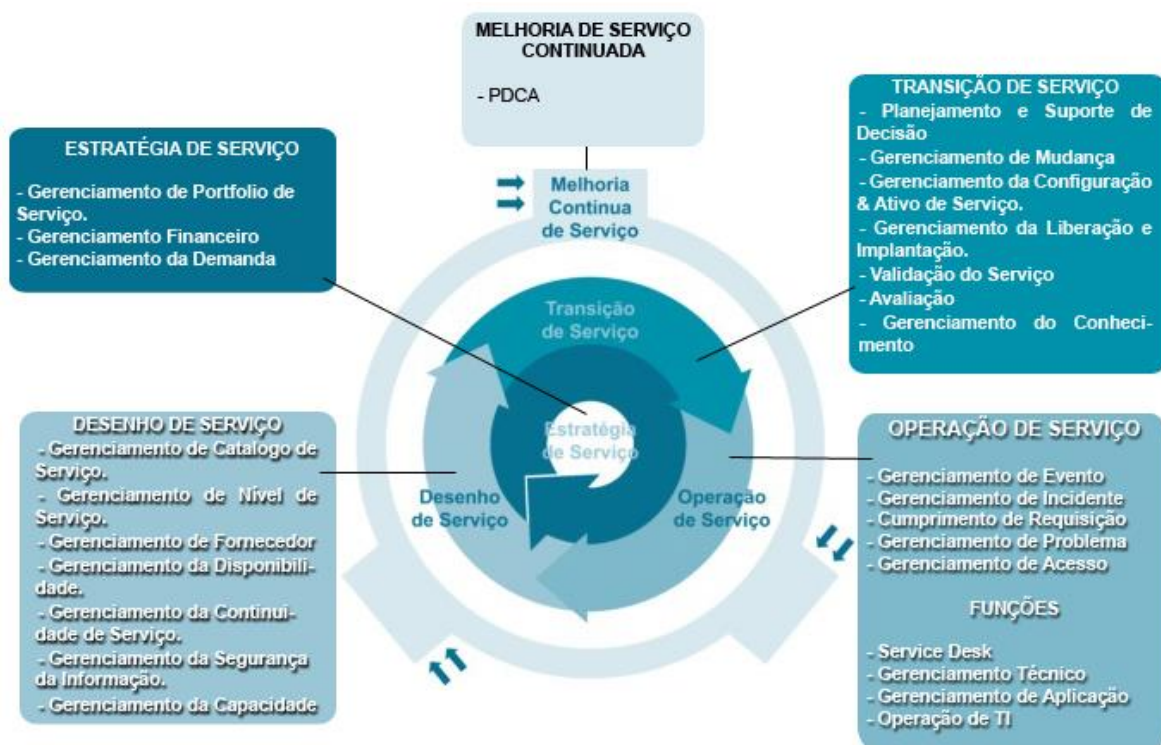 MELHORIA DE SERVIÇO
CONTINUADA
- PDCA
ESTRATÉGIA DE SERVIÇO
- Gerenciamento de Portfolio de
Serviço.
- Gerenciamento Financeiro
- Gerenciamento da Demanda
TRANSIÇÃO DE SERVIÇO
- Planejamento e Suporte de
Decisão
- Gerenciamento de Mudança
- Gerenciamento da Configuração
& Ativo de Serviço.
- Gerenciamento da Liberação e
Implantação.
- Validação do Serviço
- Avaliação
- Gerenciamento do Conheci-
mento
Melhoria
Contínua
de Serviço
Transição
de Serviço
Estratégia
de Serviço
Desenho
de Serviço
Operação
de Serviço
DESENHO DE SERVIÇO
- Gerenciamento de Catalogo de
Serviço.
- Gerenciamento de Nível de
Serviço.
- Gerenciamento de Fornecedor
- Gerenciamento da Disponibili-
dade.
- Gerenciamento da Continui-
dade de Serviço.
- Gerenciamento da Segurança
da Informação.
- Gerenciamento da Capacidade
OPERAÇÃO DE SERVIÇO
- Gerenciamento de Evento
- Gerenciamento de Incidente
- Cumprimento de Requisição
- Gerenciamento de Problema
- Gerenciamento de Acesso
FUNÇÕES
- Service Desk
- Gerenciamento Técnico
- Gerenciamento de Aplicação
- Operação de TI